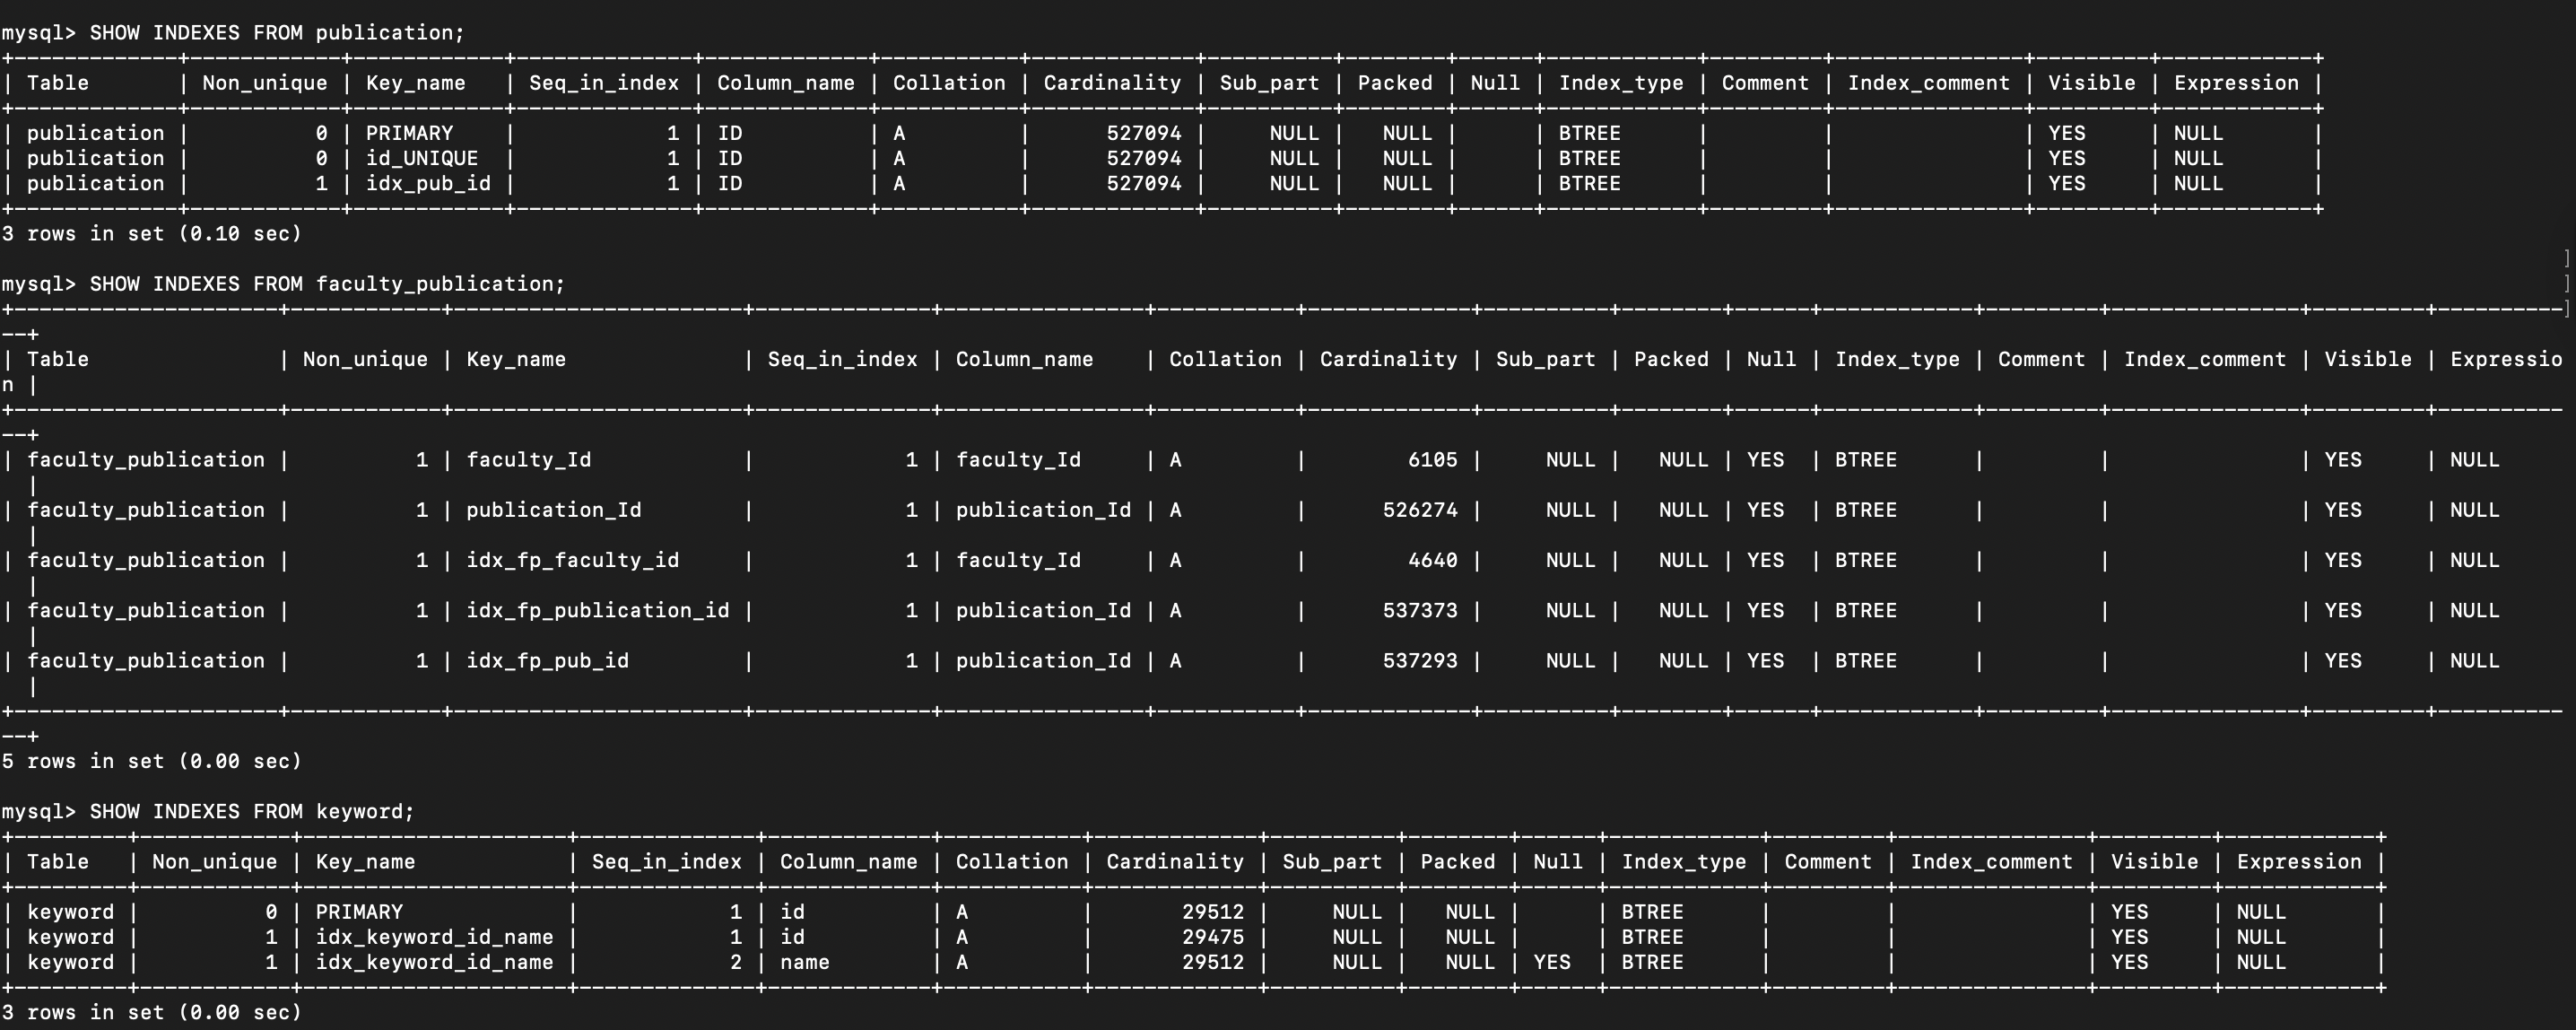 mysql> SHOW INDEXES FROM publication;
+-------------+------------+-----------+--------------+-------------+-----------+-------------+----------+--------+------+------------+---------+---------------+---------+------------+
| Table       | Non_unique | Key_name   | Seq_in_index | Column_name | Collation | Cardinality | Sub_part | Packed | Null | Index_type | Comment | Index_comment | Visible | Expression |
+-------------+------------+------------+--------------+-------------+-----------+-------------+----------+--------+------+------------+---------+---------------+---------+------------+
| publication |          0 | PRIMARY    |            1 | ID          | A         |      527094 |     NULL |   NULL |      | BTREE      |         |               | YES     | NULL       |
| publication |          0 | id_UNIQUE  |            1 | ID          | A         |      527094 |     NULL |   NULL |      | BTREE      |         |               | YES     | NULL       |
| publication |          1 | idx_pub_id |            1 | ID          | A         |      527094 |     NULL |   NULL |      | BTREE      |         |               | YES     | NULL       |
+-------------+------------+------------+--------------+-------------+-----------+-------------+----------+--------+------+------------+---------+---------------+---------+------------+
3 rows in set (0.10 sec)
]
mysql> SHOW INDEXES FROM faculty_publication;
]
+---------------------+------------+-----------------------+--------------+----------------+-----------+-------------+----------+--------+------+------------+---------+---------------+---------+----------]
--+
| Table               | Non_unique | Key_name               | Seq_in_index | Column_name    | Collation | Cardinality | Sub_part | Packed | Null | Index_type | Comment | Index_comment | Visible | Expressio
n |
+---------------------+------------+------------------------+--------------+----------------+-----------+-------------+----------+--------+------+------------+---------+---------------+---------+----------
--+
| faculty_publication |          1 | faculty_Id             |            1 | faculty_Id     | A         |        6105 |     NULL |   NULL | YES  | BTREE      |         |               | YES     | NULL
  |
| faculty_publication |          1 | publication_Id         |            1 | publication_Id | A         |      526274 |     NULL |   NULL | YES  | BTREE      |         |               | YES     | NULL
  |
| faculty_publication |          1 | idx_fp_faculty_id      |            1 | faculty_Id     | A         |        4640 |     NULL |   NULL | YES  | BTREE      |         |               | YES     | NULL
  |
| faculty_publication |          1 | idx_fp_publication_id |            1 | publication_Id | A         |      537373 |     NULL |   NULL | YES  | BTREE      |         |               | YES     | NULL
  |
| faculty_publication |          1 | idx_fp_pub_id          |            1 | publication_Id | A         |      537293 |     NULL |   NULL | YES  | BTREE      |         |               | YES     | NULL
  |
+---------------------+------------+------------------------+--------------+----------------+-----------+-------------+----------+--------+------+------------+---------+---------------+---------+----------
--+
5 rows in set (0.00 sec)
mysql> SHOW INDEXES FROM keyword;
+---------+------------+---------------------+--------------+-------------+-----------+-------------+----------+--------+------+------------+---------+---------------+---------+------------+
| Table   | Non_unique | Key_name            | Seq_in_index | Column_name | Collation | Cardinality | Sub_part | Packed | Null | Index_type | Comment | Index_comment | Visible | Expression |
+---------+------------+---------------------+--------------+-------------+-----------+-------------+----------+--------+------+------------+---------+---------------+---------+------------+
| keyword |          0 | PRIMARY             |            1 | id          | A         |       29512 |     NULL |   NULL |      | BTREE      |         |               | YES     | NULL       |
| keyword |          1 | idx_keyword_id_name |            1 | id          | A         |       29475 |     NULL |   NULL |      | BTREE      |         |               | YES     | NULL       |
| keyword |          1 | idx_keyword_id_name |            2 | name        | A         |       29512 |     NULL |   NULL | YES  | BTREE      |         |               | YES     | NULL       |
+---------+------------+---------------------+--------------+-------------+-----------+-------------+----------+--------+------+------------+---------+---------------+---------+------------+
3 rows in set (0.00 sec)